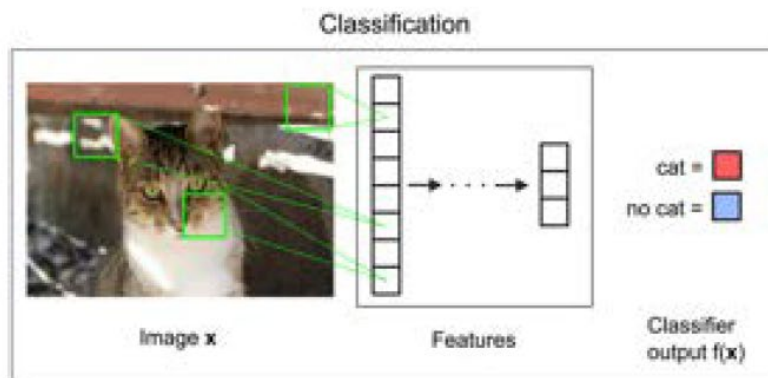 Classification
cat =
no cat =
Image x
Features
Classifier
output f(x)